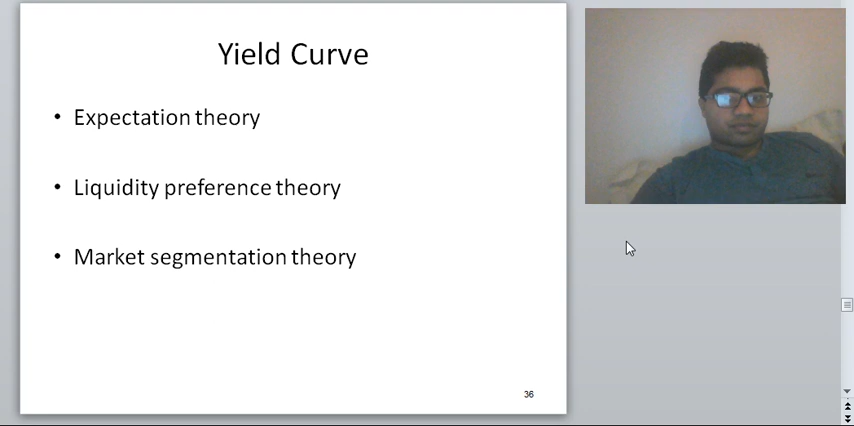 Yield Curve
• Expectation theory
• Liquidity preference theory
• Market segmentation theory
36